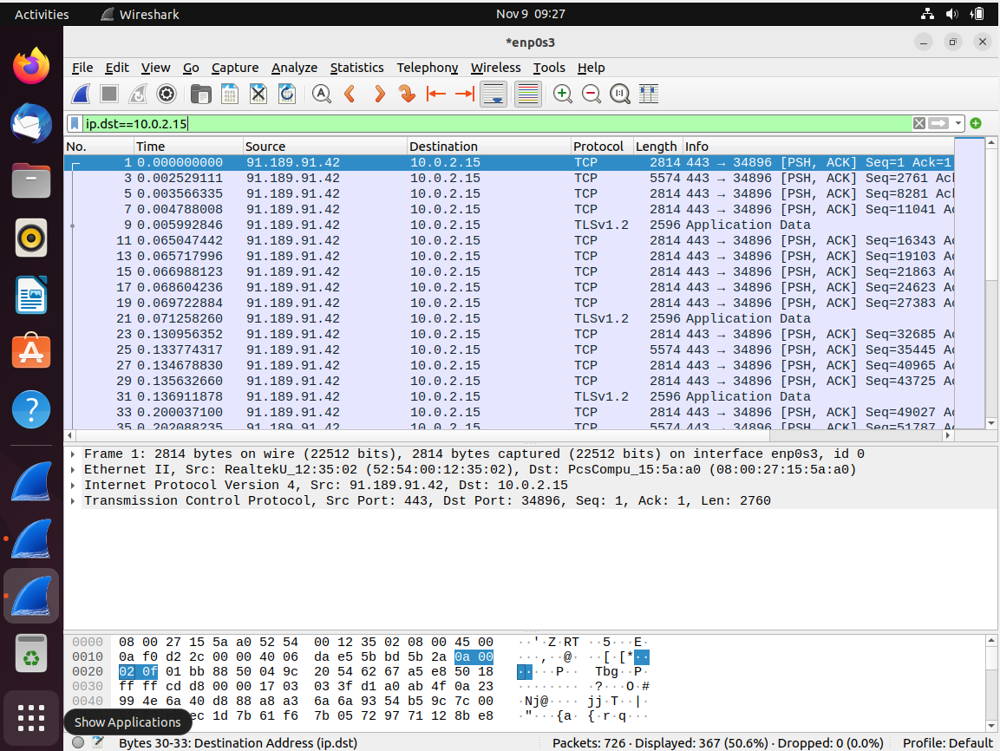 Activities Wireshark Nov 9 09:27
*enp0s3
File Edit View Go Capture Analyze Statistics Telephony Wireless Tools Help
ip.dst==10.0.2.15
No. Time Source Destination Protocol Length Info
1 0.000000000 91.189.91.42 10.0.2.15 TCP 2814 443 → 34896 [PSH, ACK] Seq=1 Ack=1
3 0.002529111 91.189.91.42 10.0.2.15 TCP 5574 443 → 34896 [PSH, ACK] Seq=2761 Ack
5 0.003566335 91.189.91.42 10.0.2.15 TCP 2814 443 → 34896 [PSH, ACK] Seq=8281 Ack
7 0.004788008 91.189.91.42 10.0.2.15 TCP 2814 443 → 34896 [PSH, ACK] Seq=11041 Ac
9 0.005992846 91.189.91.42 10.0.2.15 TLSv1.2 2596 Application Data
11 0.065047442 91.189.91.42 10.0.2.15 TCP 2814 443 → 34896 [PSH, ACK] Seq=16343 Ac
13 0.065717996 91.189.91.42 10.0.2.15 TCP 2814 443 → 34896 [PSH, ACK] Seq=19103 Ac
15 0.066988123 91.189.91.42 10.0.2.15 TCP 2814 443 → 34896 [PSH, ACK] Seq=21863 Ac
17 0.068604236 91.189.91.42 10.0.2.15 TCP 2814 443 → 34896 [PSH, ACK] Seq=24623 Ac
19 0.069722884 91.189.91.42 10.0.2.15 TCP 2814 443 → 34896 [PSH, ACK] Seq=27383 Ac
21 0.071258260 91.189.91.42 10.0.2.15 TLSv1.2 2596 Application Data
23 0.130956352 91.189.91.42 10.0.2.15 TCP 2814 443 → 34896 [PSH, ACK] Seq=32685 Ac
25 0.133774317 91.189.91.42 10.0.2.15 TCP 5574 443 → 34896 [PSH, ACK] Seq=35445 Ac
27 0.134678830 91.189.91.42 10.0.2.15 TCP 2814 443 → 34896 [PSH, ACK] Seq=40965 Ac
29 0.135632660 91.189.91.42 10.0.2.15 TCP 2814 443 → 34896 [PSH, ACK] Seq=43725 Ac
31 0.136911878 91.189.91.42 10.0.2.15 TLSv1.2 2596 Application Data
33 0.200037100 91.189.91.42 10.0.2.15 TCP 2814 443 → 34896 [PSH, ACK] Seq=49027 Ac
35 0.202088235 91.189.91.42 10.0.2.15 TCP 5574 443 → 34896 [PSH, ACK] Seq=51787 Ac
Frame 1: 2814 bytes on wire (22512 bits), 2814 bytes captured (22512 bits) on interface enp0s3, id 0
Ethernet II, Src: RealtekU_12:35:02 (52:54:00:12:35:02), Dst: PcsCompu_15:5a:a0 (08:00:27:15:5a:a0)
Internet Protocol Version 4, Src: 91.189.91.42, Dst: 10.0.2.15
Transmission Control Protocol, Src Port: 443, Dst Port: 34896, Seq: 1, Ack: 1, Len: 2760
0000 08 00 27 15 5a a0 52 54 00 12 35 02 08 00 45 00 ··'·Z·RT ··5···E·
0010 0a f0 d2 2c 00 00 40 06 da e5 5b bd 5b 2a 0a 00 ···,··@· ··[·[*··
0020 02 0f 01 bb 88 50 04 9c 20 54 62 67 a5 e8 50 18 ·····P·· Tbg··P·
0030 ff ff cd d8 00 00 17 03 03 3f d1 a0 ab 4f 0a 23 ········ ·?···O·#
0040 99 4e 6a 40 d8 88 a8 a3 6a 6a 93 54 b5 9c 7c 00 ·Nj@···· jj·T··|·
ec 1d 7b 61 f6 7b 05 72 97 71 12 8b e8 ·"···{a· {·r·q···
Show Applications
Bytes 30-33: Destination Address (ip.dst) Packets: 726 · Displayed: 367 (50.6%) · Dropped: 0 (0.0%) Profile: Default